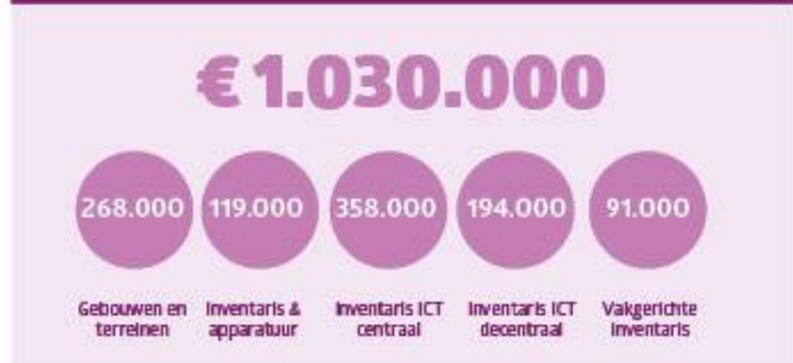 € 1.030.000
268.000 119.000 358.000 194.000 91.000
Gebouwen en Inventaris & Inventaris ICT Inventaris ICT Vakgerichte
terreinen apparatuur centraal decentraal inventaris